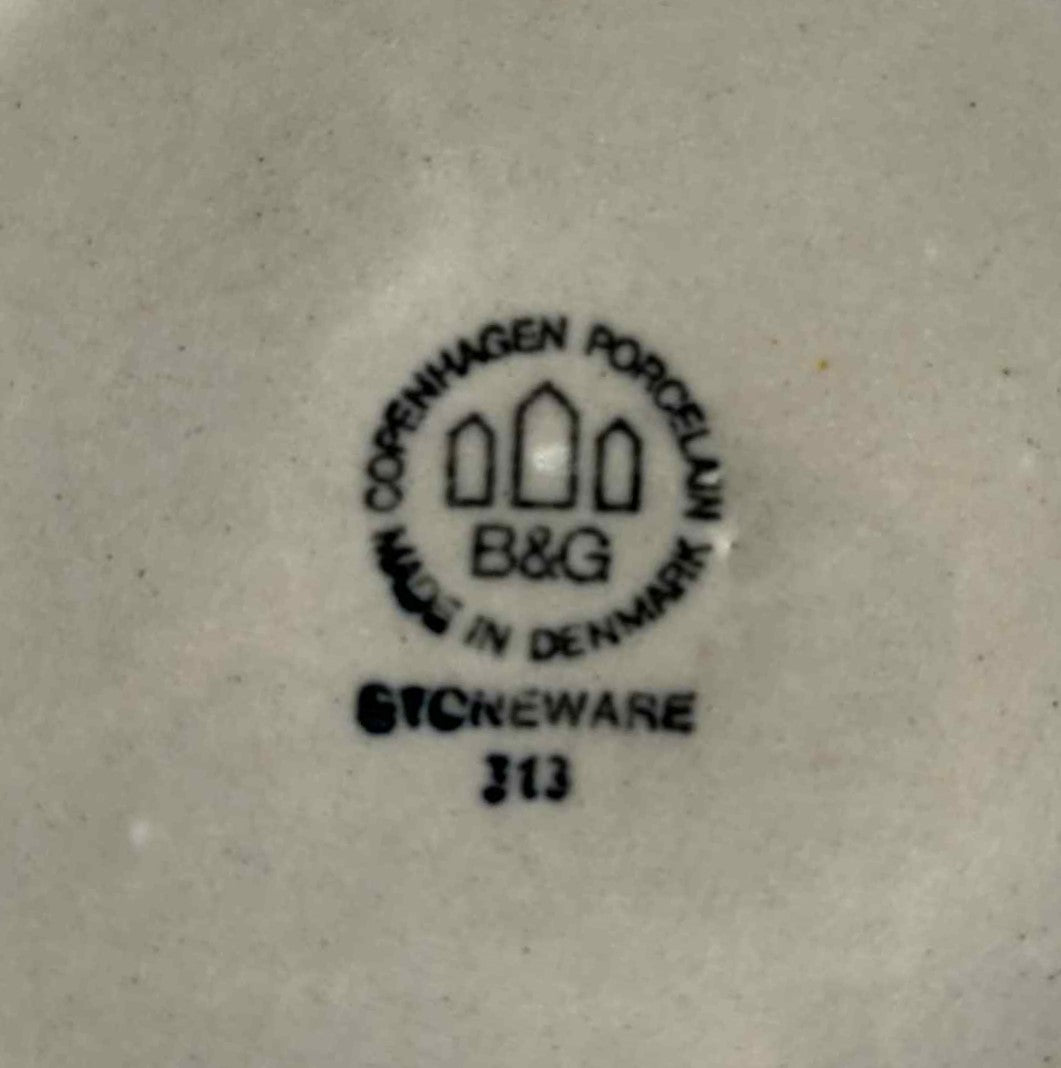 COPENHAGEN PORCELAIN
B&G
MADE IN DENMARK
STONEWARE
313